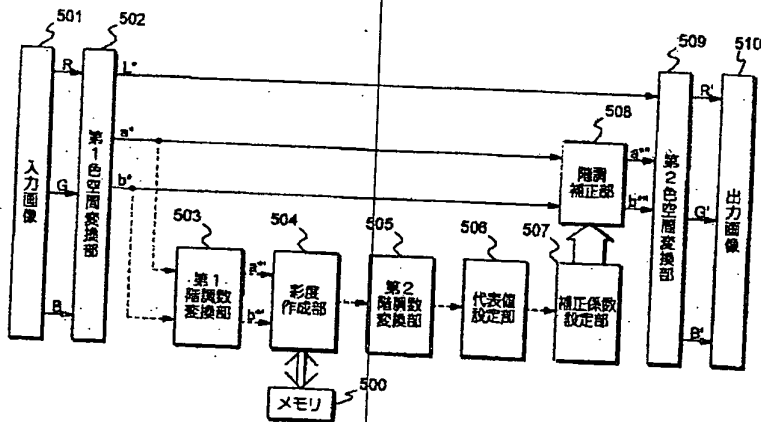 501
502
509
510
入力画像
R
G
B
第1色空間変換部
L*
a*
b*
508
階調
補正部
a**
b**
第2色空間変換部
R'
G'
B'
出力画像
503
第1
階調数
変換部
504
彩度
作成部
505
第2
階調数
変換部
506
代表値
設定部
507
補正係数
設定部
メモリ
500